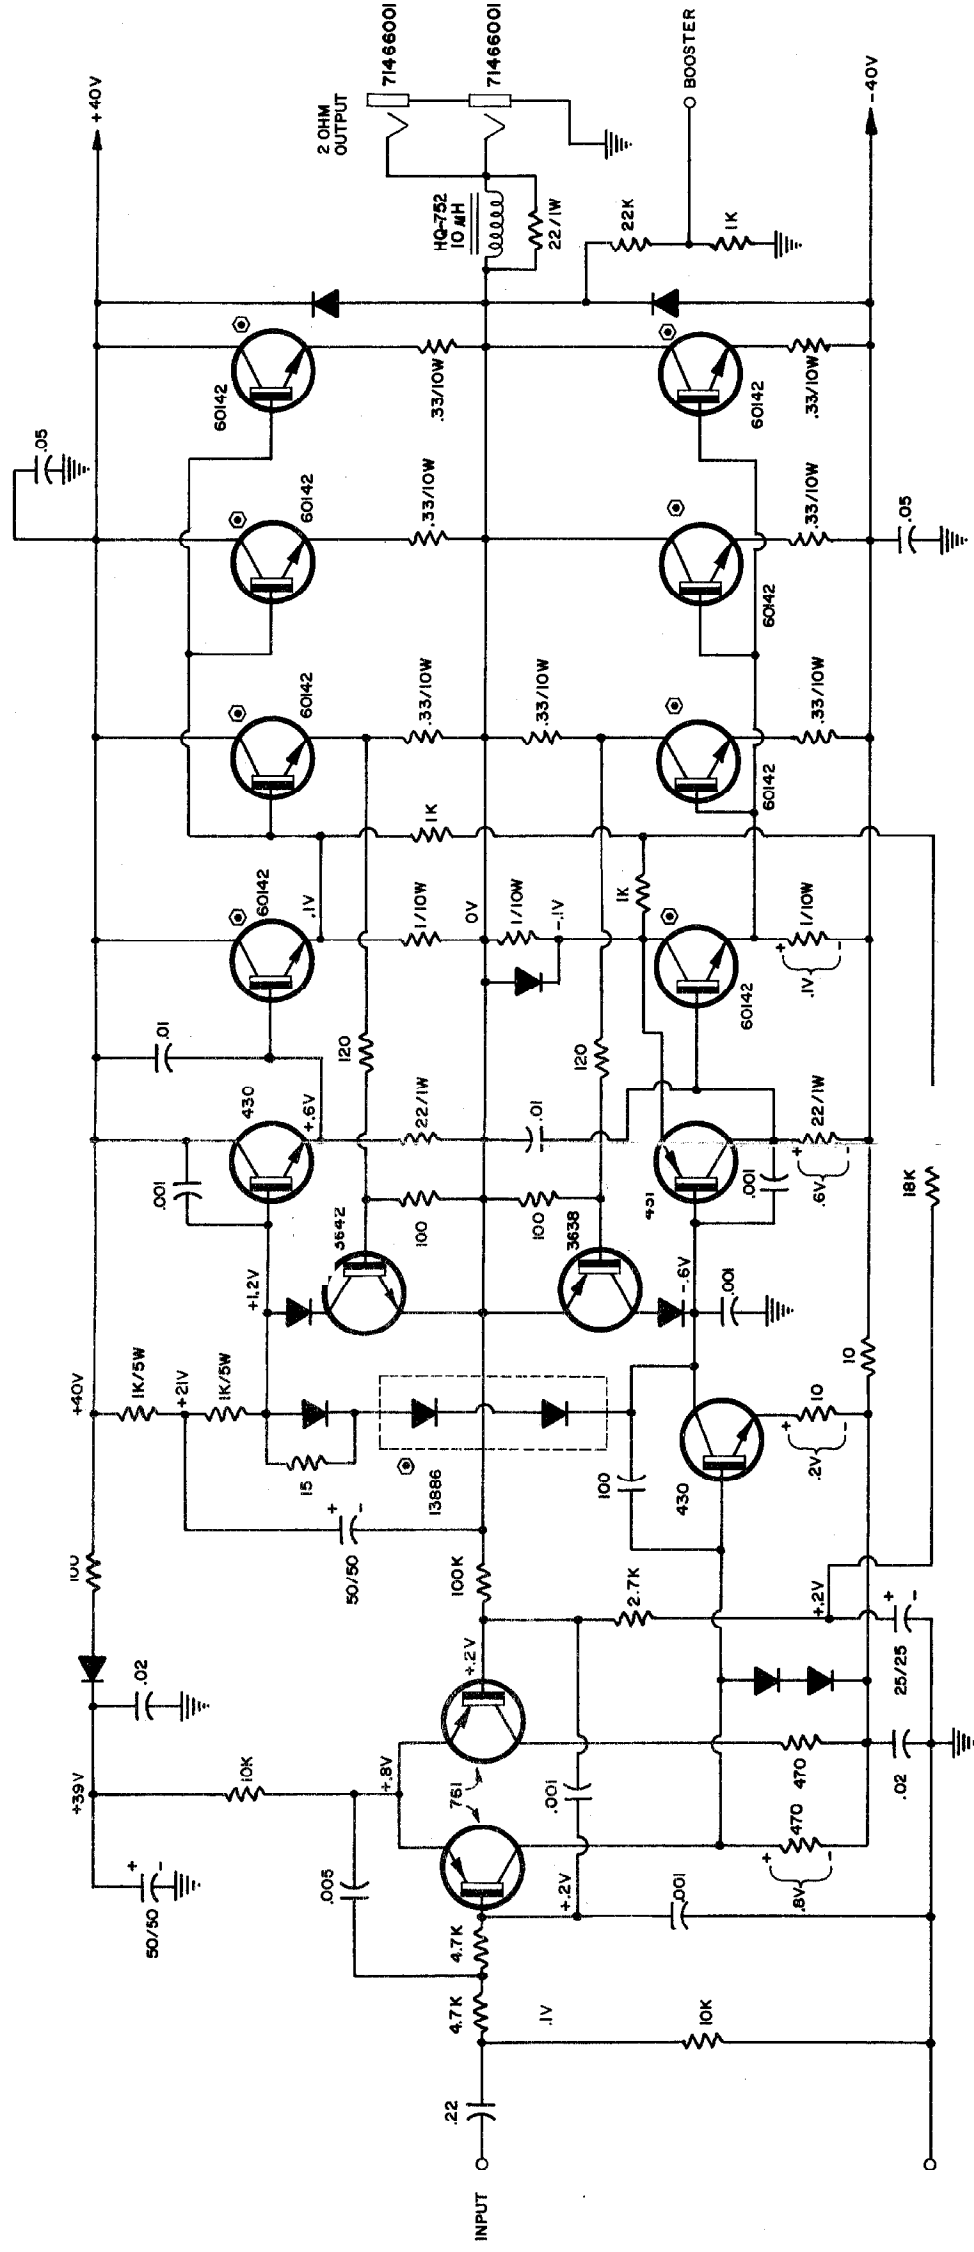 +40V
.05
60142
60142
60142
60142
.33/10W
.33/10W
.33/10W
2 OHM
OUTPUT
71466001
71466001
HQ-752
10 µH
22/1W
22K
1K
BOOSTER
60142
60142
60142
60142
.33/10W
.33/10W
.33/10W
.33/10W
.05
-40V
1K
1K
.1V
1/10W
0V
1/10W
-.1V
1/10W
+
.1V
-
.01
430
+.6V
120
120
22/1W
.01
431
.001
22/1W
+
.6V
-
18K
.001
3642
100
100
3638
+1.2V
-.6V
.001
10
+40V
1K/5W
+21V
1K/5W
15
13886
100
430
10
+
.2V
-
100
+
50/50
-
100K
2.7K
+.2V
+
25/25
-
.02
+39V
10K
+.8V
+.2V
761
.001
470
.02
+
50/50
-
.005
4.7K
4.7K
+.2V
.001
470
+
.8V
-
.1V
10K
.22
INPUT